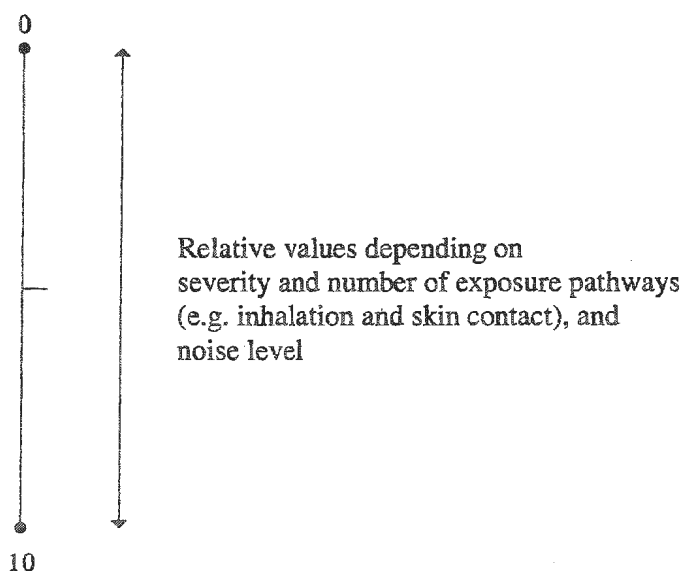 0
Relative values depending on
severity and number of exposure pathways
(e.g. inhalation and skin contact), and
noise level
10